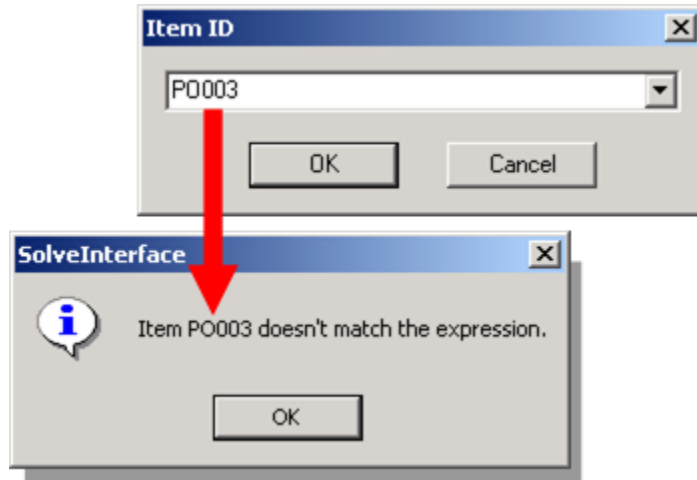 Item ID
PO003
OK
Cancel
SolveInterface
Item PO003 doesn't match the expression.
OK